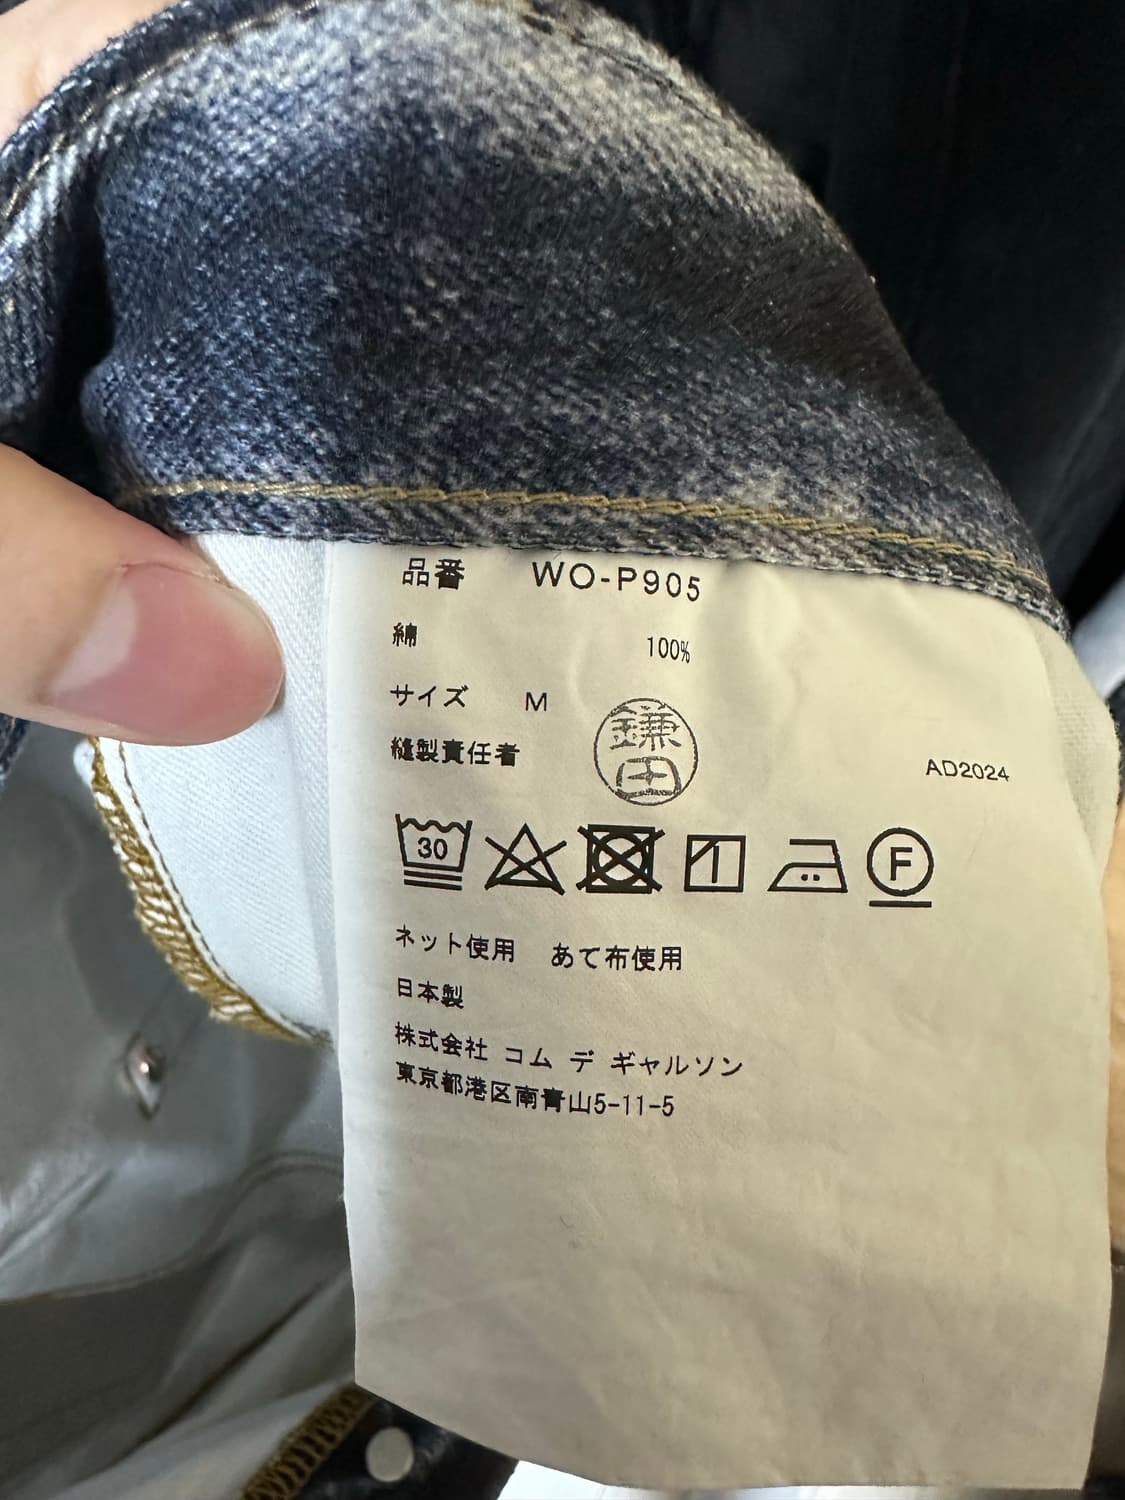 品番 WO-P905
綿 100%
サイズ M
縫製責任者 鎌田
AD2024
30
F
ネット使用 あて布使用
日本製
株式会社 コム デ ギャルソン
東京都港区南青山5-11-5